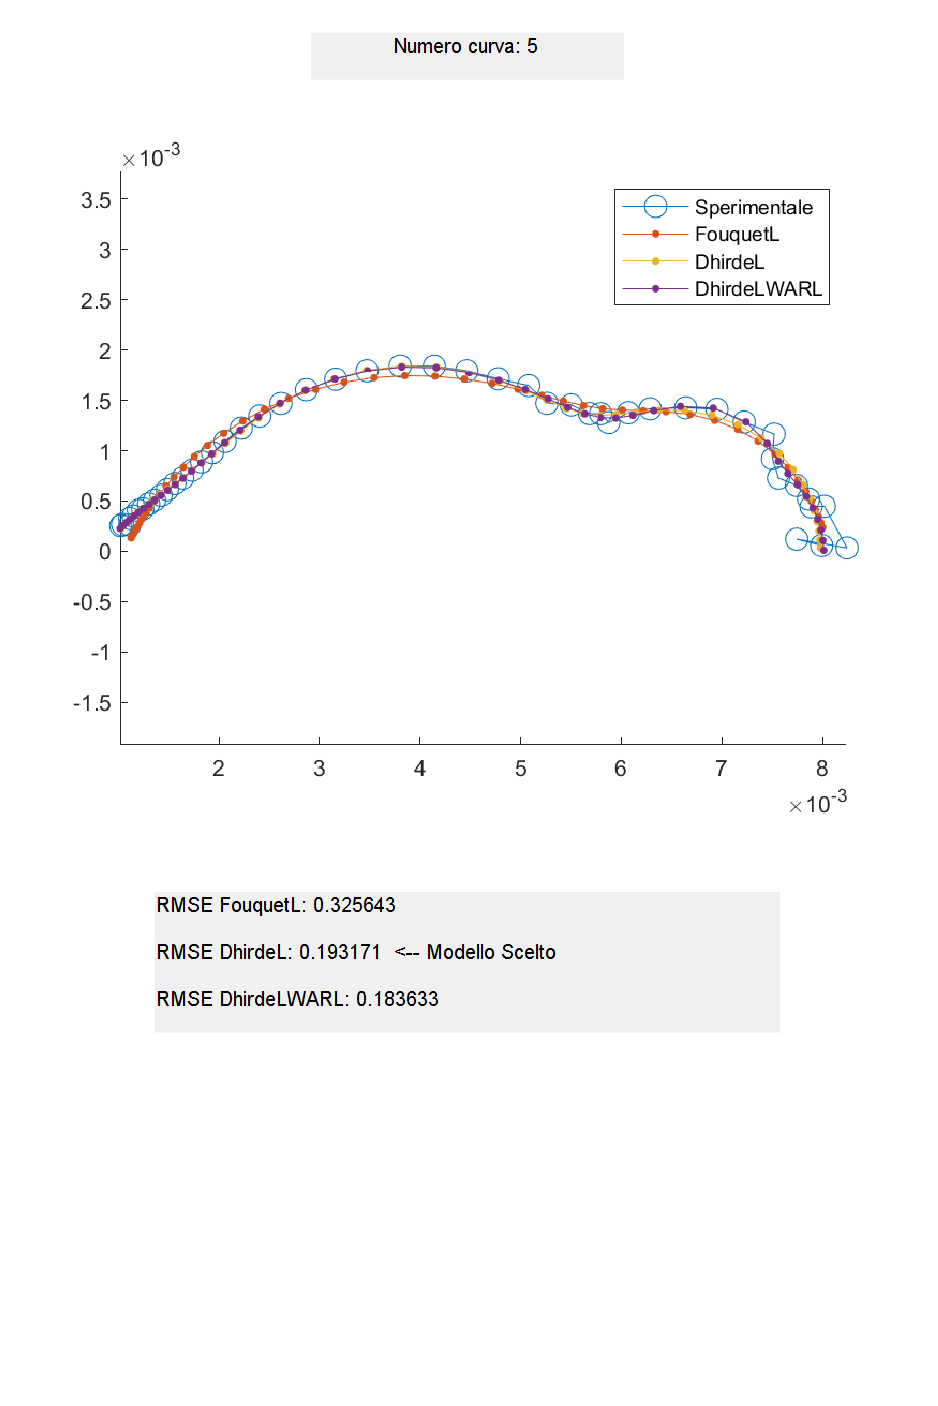 Numero curva: 5
×10-3
3.5
3
2.5
2
1.5
1
0.5
0
-0.5
-1
-1.5
Sperimentale
FouquetL
DhirdeL
DhirdeLWARL
2 3 4 5 6 7 8
×10-3
RMSE FouquetL: 0.325643
RMSE DhirdeL: 0.193171 <-- Modello Scelto
RMSE DhirdeLWARL: 0.183633